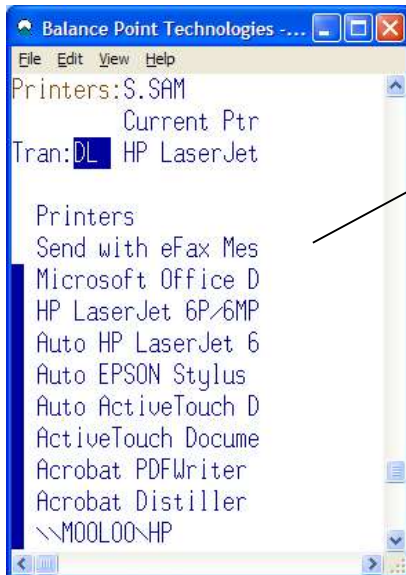 Balance Point Technologies -...
File Edit View Help
Printers:S.SAM
Current Ptr
Tran:DL HP LaserJet
Printers
Send with eFax Mes
Microsoft Office D
HP LaserJet 6P/6MP
Auto HP LaserJet 6
Auto EPSON Stylus
Auto ActiveTouch D
ActiveTouch Docume
Acrobat PDFWriter
Acrobat Distiller
\\MOOLOO\HP